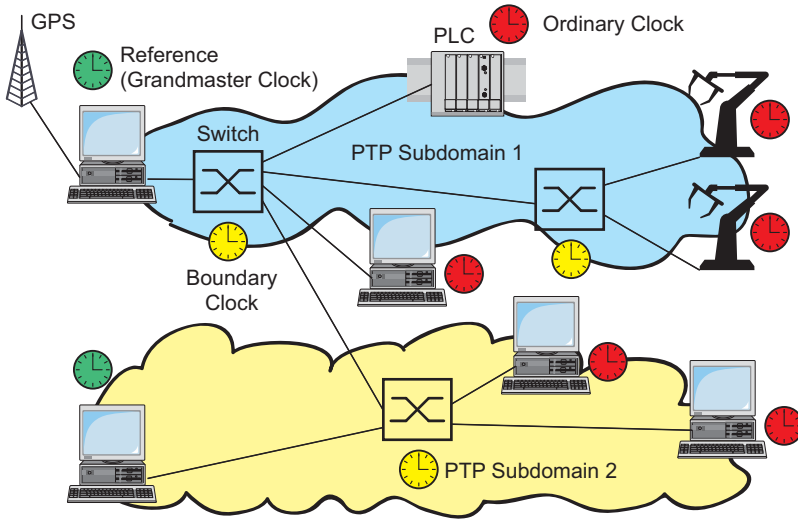 GPS
Reference
(Grandmaster Clock)
PLC
Ordinary Clock
Switch
PTP Subdomain 1
Boundary
Clock
PTP Subdomain 2